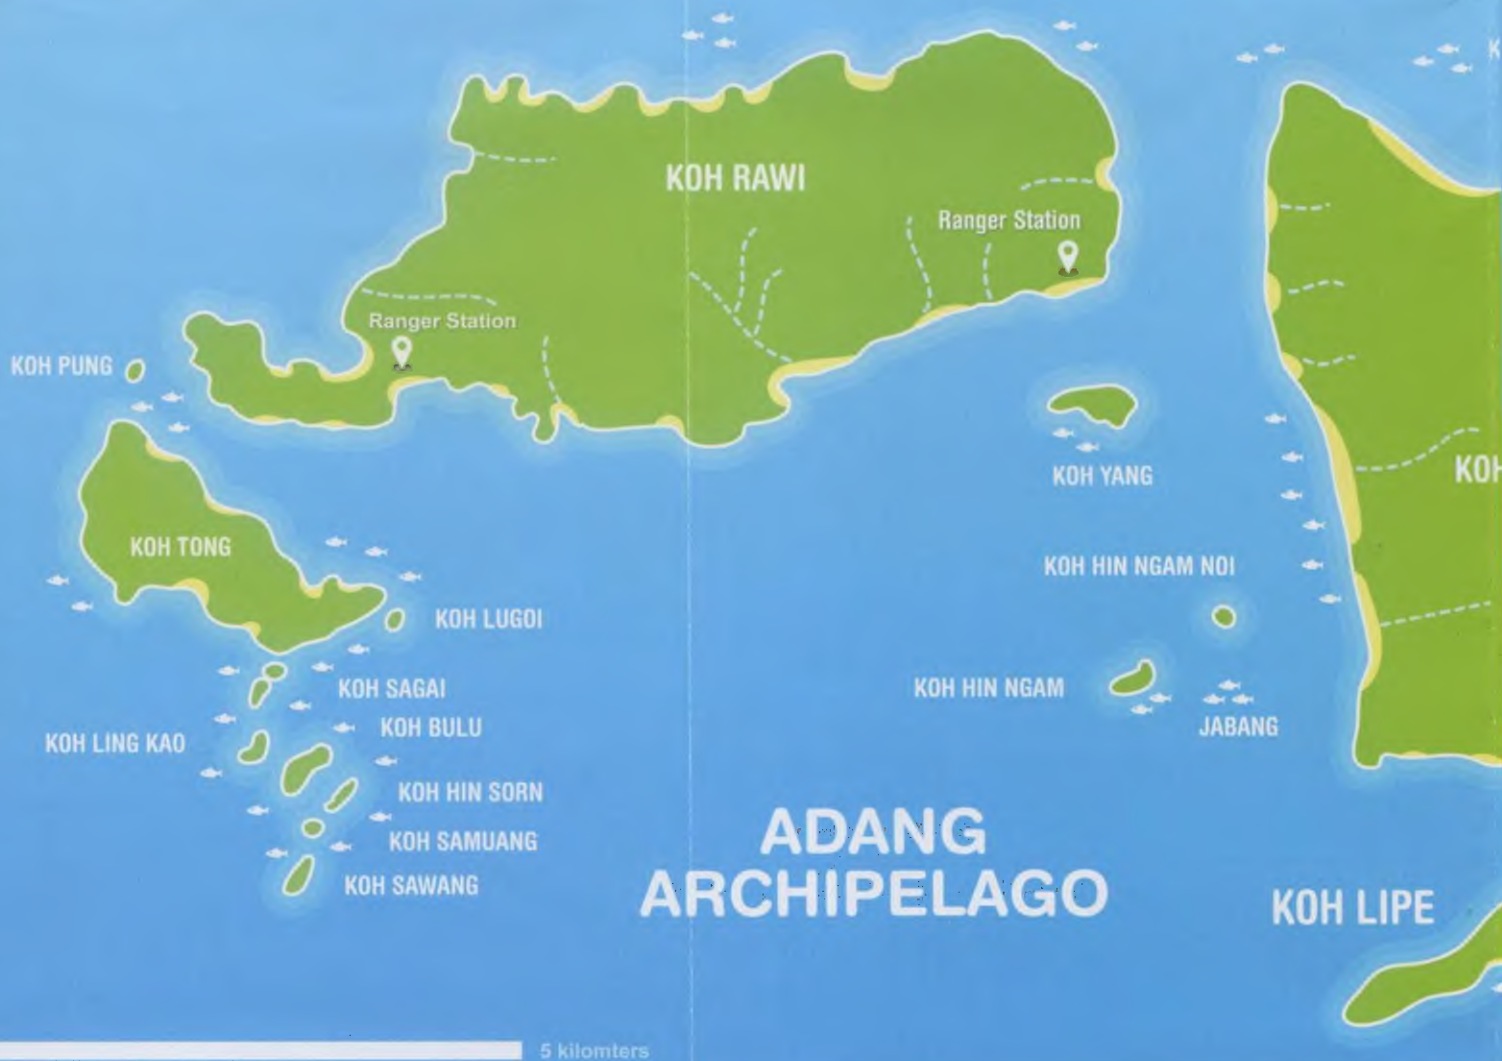 K
KOH RAWI
Ranger Station
Ranger Station
KOH PUNG
KOH
KOH YANG
KOH TONG
KOH HIN NGAM NOI
KOH LUGOI
KOH SAGAI
KOH HIN NGAM
KOH BULU
JABANG
KOH LING KAO
KOH HIN SORN
KOH SAMUANG
ADANG
ARCHIPELAGO
KOH SAWANG
KOH LIPE
5 kilomters